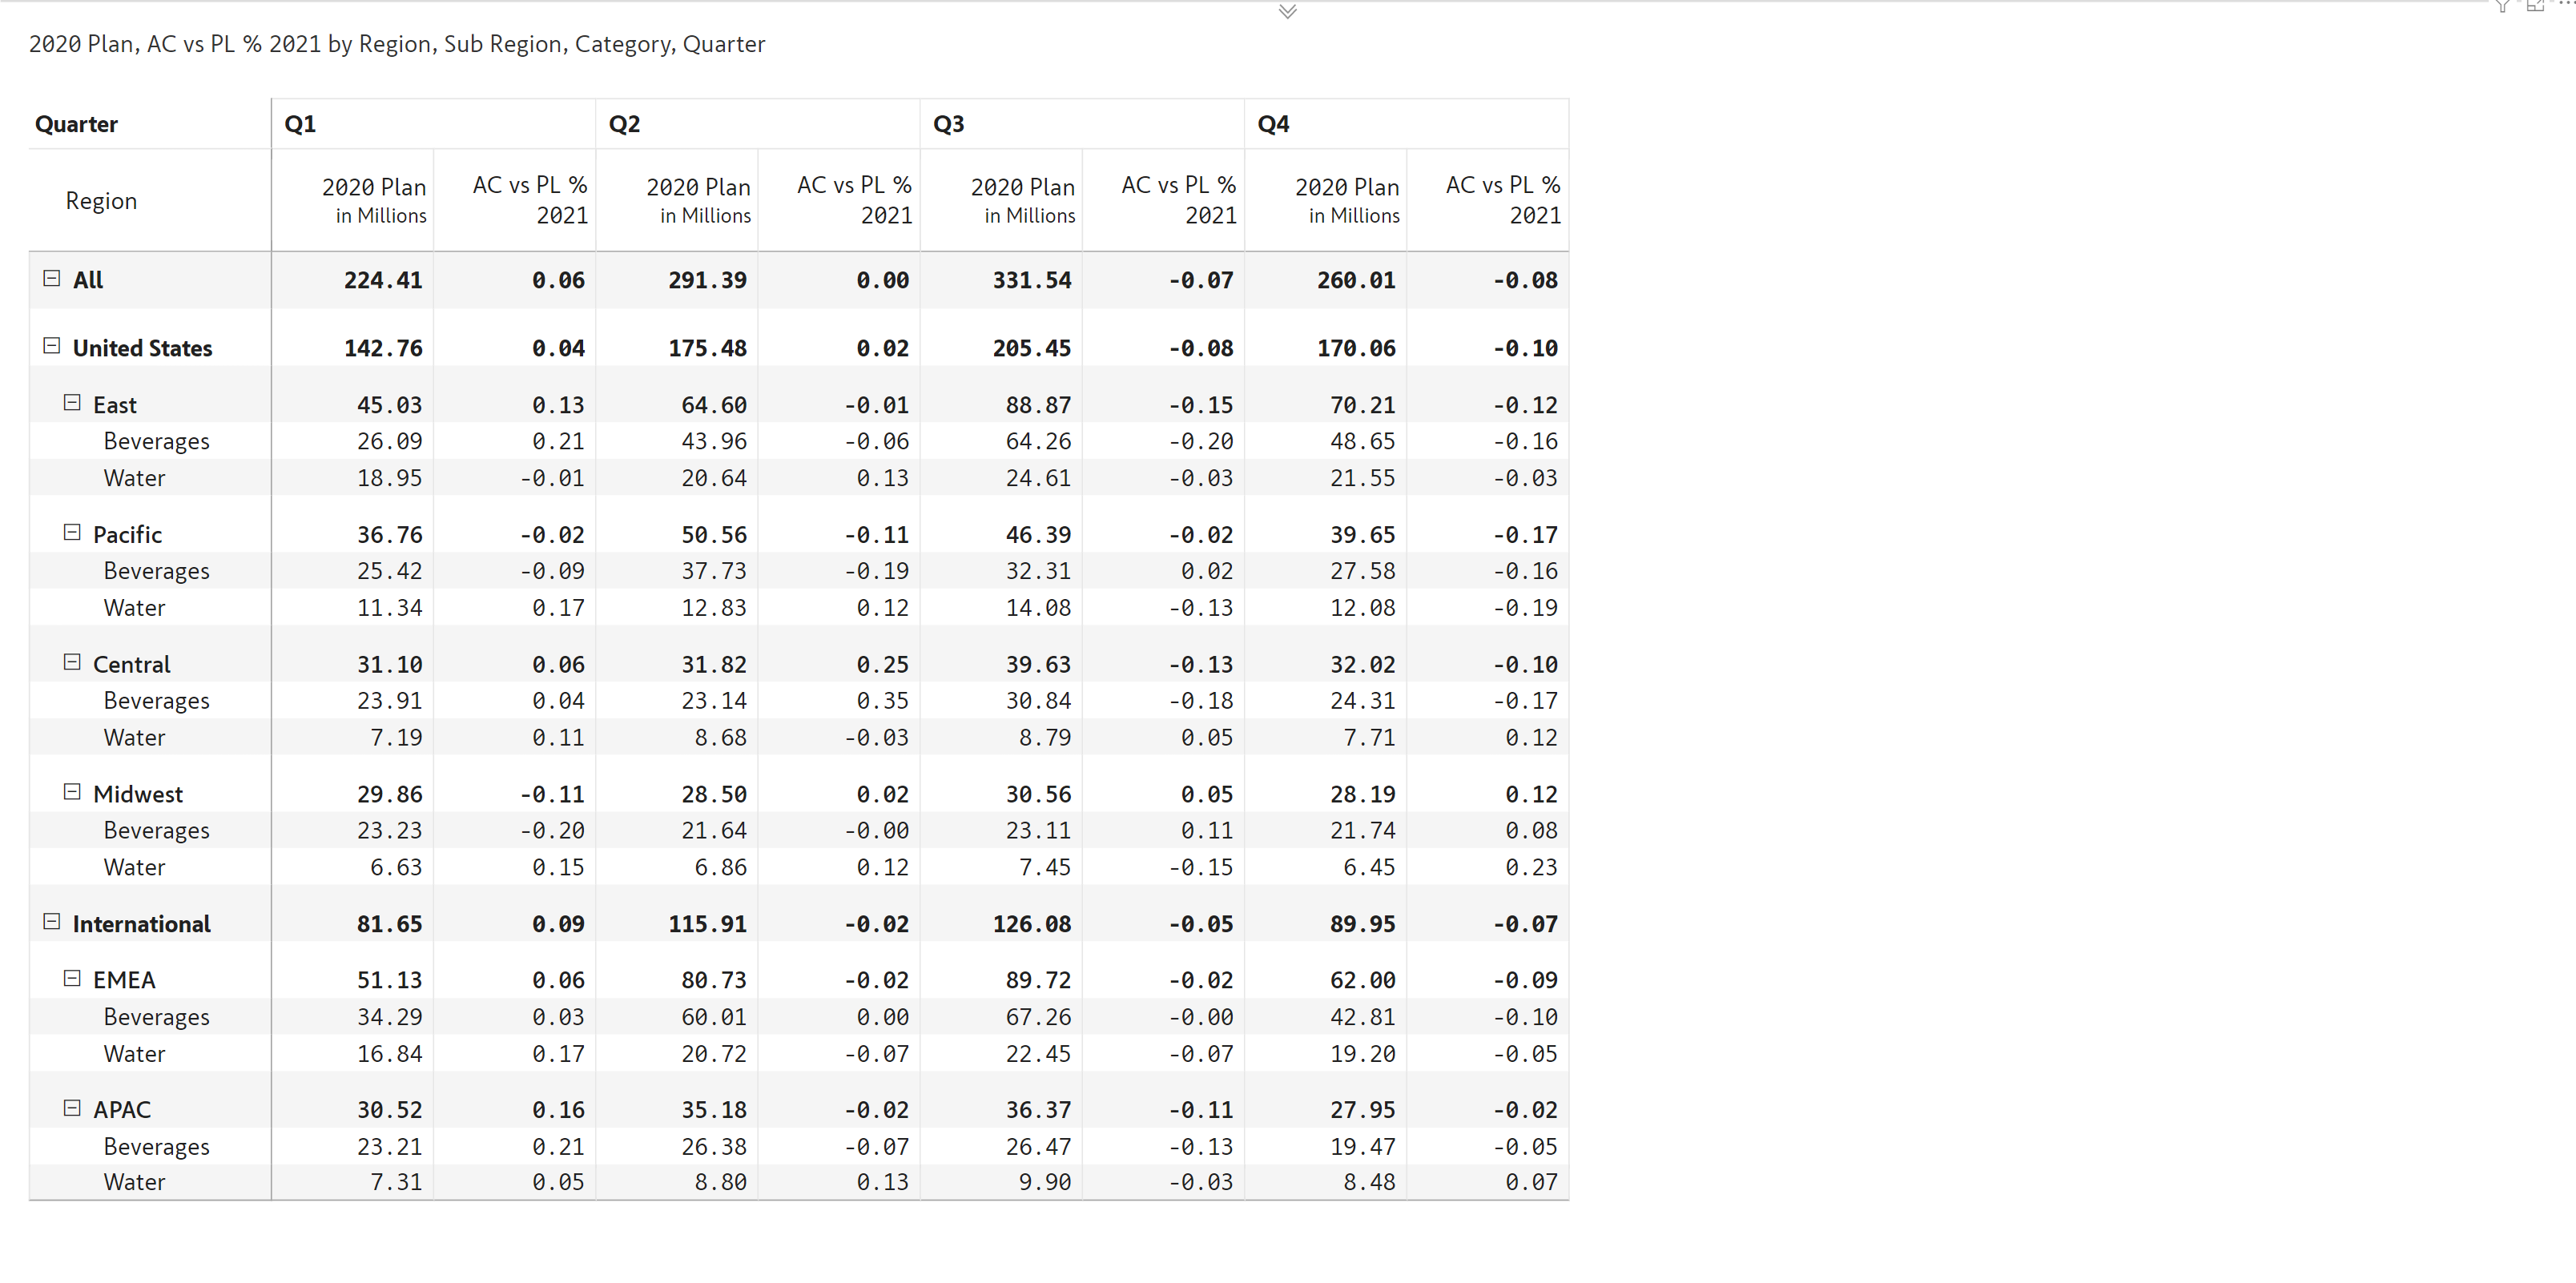 2020 Plan, AC vs PL % 2021 by Region, Sub Region, Category, Quarter
Quarter Q1 Q2 Q3 Q4
Region 2020 Plan in Millions AC vs PL % 2021 2020 Plan in Millions AC vs PL % 2021 2020 Plan in Millions AC vs PL % 2021 2020 Plan in Millions AC vs PL % 2021
All 224.41 0.06 291.39 0.00 331.54 -0.07 260.01 -0.08
United States 142.76 0.04 175.48 0.02 205.45 -0.08 170.06 -0.10
East 45.03 0.13 64.60 -0.01 88.87 -0.15 70.21 -0.12
Beverages 26.09 0.21 43.96 -0.06 64.26 -0.20 48.65 -0.16
Water 18.95 -0.01 20.64 0.13 24.61 -0.03 21.55 -0.03
Pacific 36.76 -0.02 50.56 -0.11 46.39 -0.02 39.65 -0.17
Beverages 25.42 -0.09 37.73 -0.19 32.31 0.02 27.58 -0.16
Water 11.34 0.17 12.83 0.12 14.08 -0.13 12.08 -0.19
Central 31.10 0.06 31.82 0.25 39.63 -0.13 32.02 -0.10
Beverages 23.91 0.04 23.14 0.35 30.84 -0.18 24.31 -0.17
Water 7.19 0.11 8.68 -0.03 8.79 0.05 7.71 0.12
Midwest 29.86 -0.11 28.50 0.02 30.56 0.05 28.19 0.12
Beverages 23.23 -0.20 21.64 -0.00 23.11 0.11 21.74 0.08
Water 6.63 0.15 6.86 0.12 7.45 -0.15 6.45 0.23
International 81.65 0.09 115.91 -0.02 126.08 -0.05 89.95 -0.07
EMEA 51.13 0.06 80.73 -0.02 89.72 -0.02 62.00 -0.09
Beverages 34.29 0.03 60.01 0.00 67.26 -0.00 42.81 -0.10
Water 16.84 0.17 20.72 -0.07 22.45 -0.07 19.20 -0.05
APAC 30.52 0.16 35.18 -0.02 36.37 -0.11 27.95 -0.02
Beverages 23.21 0.21 26.38 -0.07 26.47 -0.13 19.47 -0.05
Water 7.31 0.05 8.80 0.13 9.90 -0.03 8.48 0.07